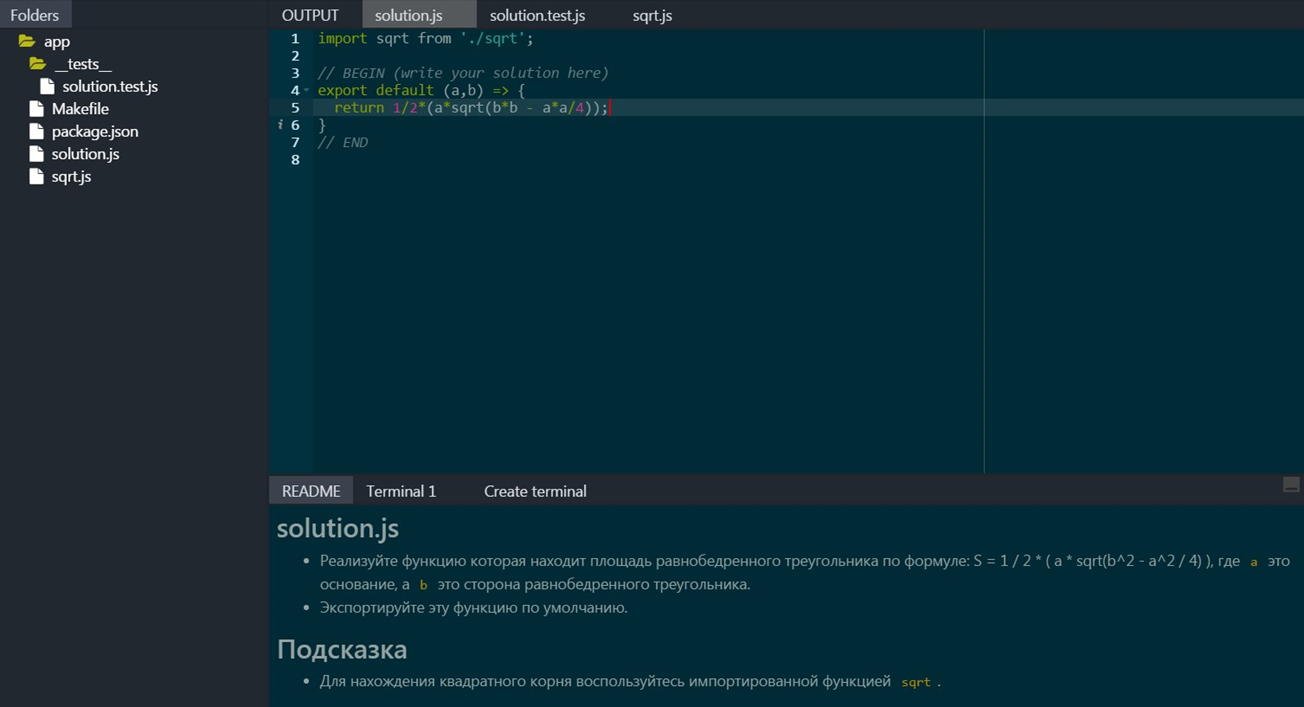 Folders
OUTPUT solution.js solution.test.js sqrt.js
app
__tests__
solution.test.js
Makefile
package.json
solution.js
sqrt.js
1 import sqrt from './sqrt';
2
3 // BEGIN (write your solution here)
4 export default (a,b) => {
5 return 1/2*(a*sqrt(b*b - a*a/4));
i 6 }
7 // END
8
README Terminal 1 Create terminal
solution.js
• Реализуйте функцию которая находит площадь равнобедренного треугольника по формуле: S = 1 / 2 * ( a * sqrt(b^2 - a^2 / 4) ), где a это
основание, а b это сторона равнобедренного треугольника.
• Экспортируйте эту функцию по умолчанию.
Подсказка
• Для нахождения квадратного корня воспользуйтесь импортированной функцией sqrt .